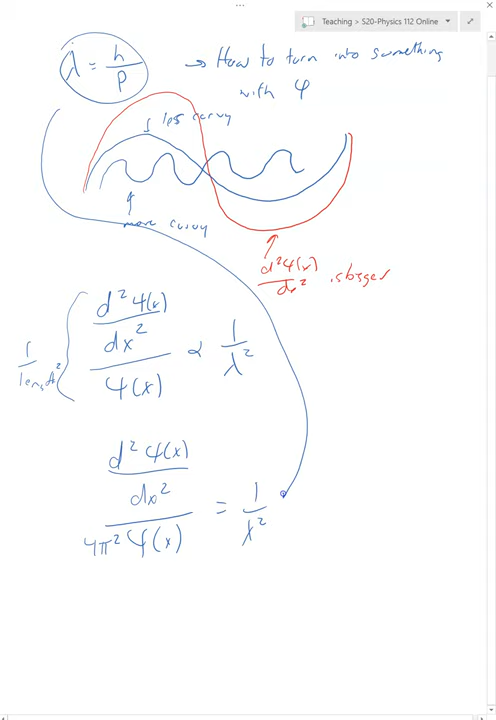 Teaching > S20-Physics 112 Online
λ = h/p → How to turn into something
with ψ
less curvy
more curvy
d²ψ(x)/dx² is bigger
1/length² { (d²ψ(x)/dx²)/ψ(x) ∝ 1/λ²
(d²ψ(x)/dx²)/(4π²ψ(x)) = 1/λ²